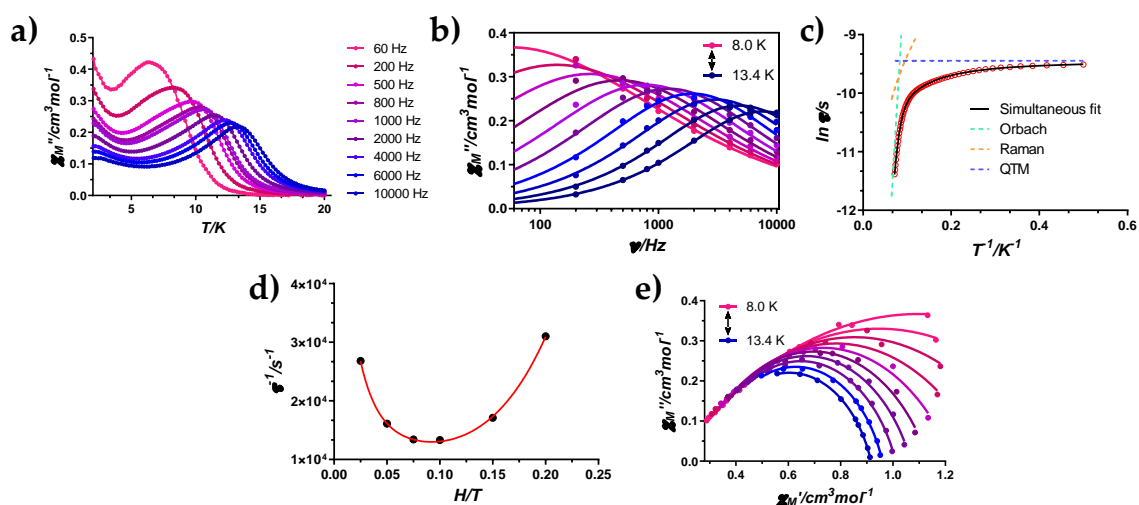 a)
0.5
0.4
0.3
0.2
0.1
0.0
χM''/cm³mol⁻¹
5
10
15
20
T/K
60 Hz
200 Hz
500 Hz
800 Hz
1000 Hz
2000 Hz
4000 Hz
6000 Hz
10000 Hz
b)
0.4
0.3
0.2
0.1
0.0
χM''/cm³mol⁻¹
8.0 K
13.4 K
100
1000
10000
ν/Hz
c)
-9
-10
-11
-12
ln τ/s
Simultaneous fit
Orbach
Raman
QTM
0.0
0.2
0.4
0.6
T⁻¹/K⁻¹
d)
4×10⁴
3×10⁴
2×10⁴
1×10⁴
τ⁻¹/s⁻¹
0.00
0.05
0.10
0.15
0.20
0.25
H/T
e)
0.4
0.3
0.2
0.1
0.0
χM''/cm³mol⁻¹
8.0 K
13.4 K
0.4
0.6
0.8
1.0
1.2
χM'/cm³mol⁻¹